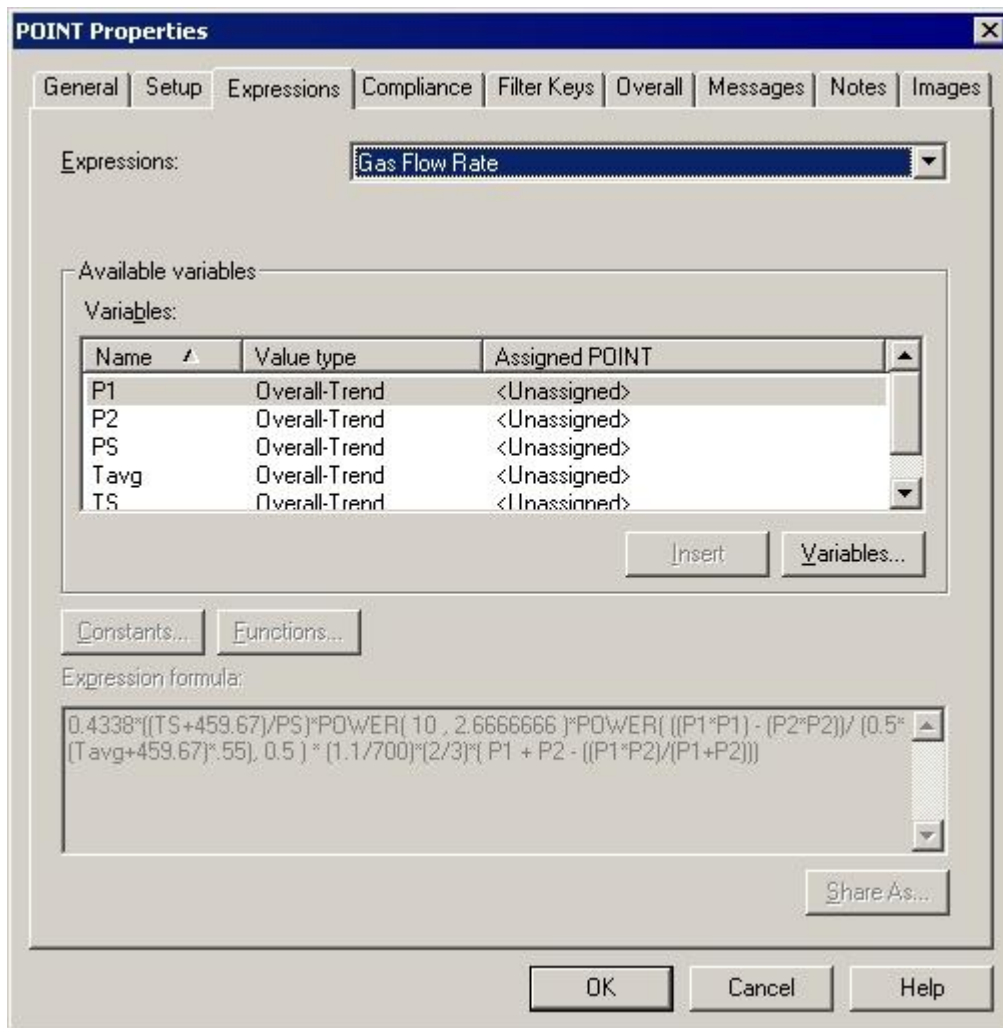 POINT Properties
General Setup Expressions Compliance Filter Keys Overall Messages Notes Images
Expressions: Gas Flow Rate
Available variables
Variables:
Name Value type Assigned POINT
P1 Overall-Trend <Unassigned>
P2 Overall-Trend <Unassigned>
PS Overall-Trend <Unassigned>
Tavg Overall-Trend <Unassigned>
TS Overall-Trend <Unassigned>
Insert Variables...
Constants... Functions...
Expression formula:
0.4338*((TS+459.67)/PS)*POWER( 10 , 2.6666666 )*POWER( ((P1*P1) - (P2*P2))/ (0.5*
(Tavg+459.67)*.55), 0.5 ) * (1.1/700)*(2/3)*( P1 + P2 - ((P1*P2)/(P1+P2)))
Share As...
OK Cancel Help